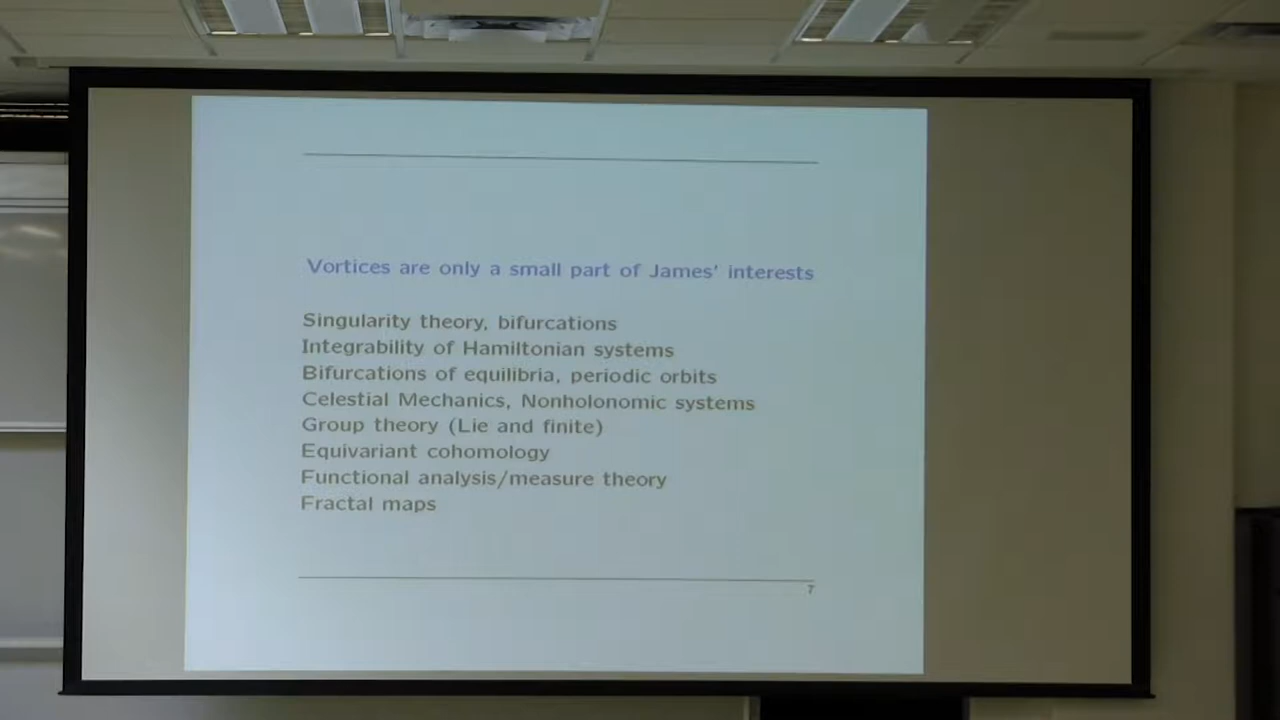 Vortices are only a small part of James' interests
Singularity theory, bifurcations
Integrability of Hamiltonian systems
Bifurcations of equilibria, periodic orbits
Celestial Mechanics, Nonholonomic systems
Group theory (Lie and finite)
Equivariant cohomology
Functional analysis/measure theory
Fractal maps
7